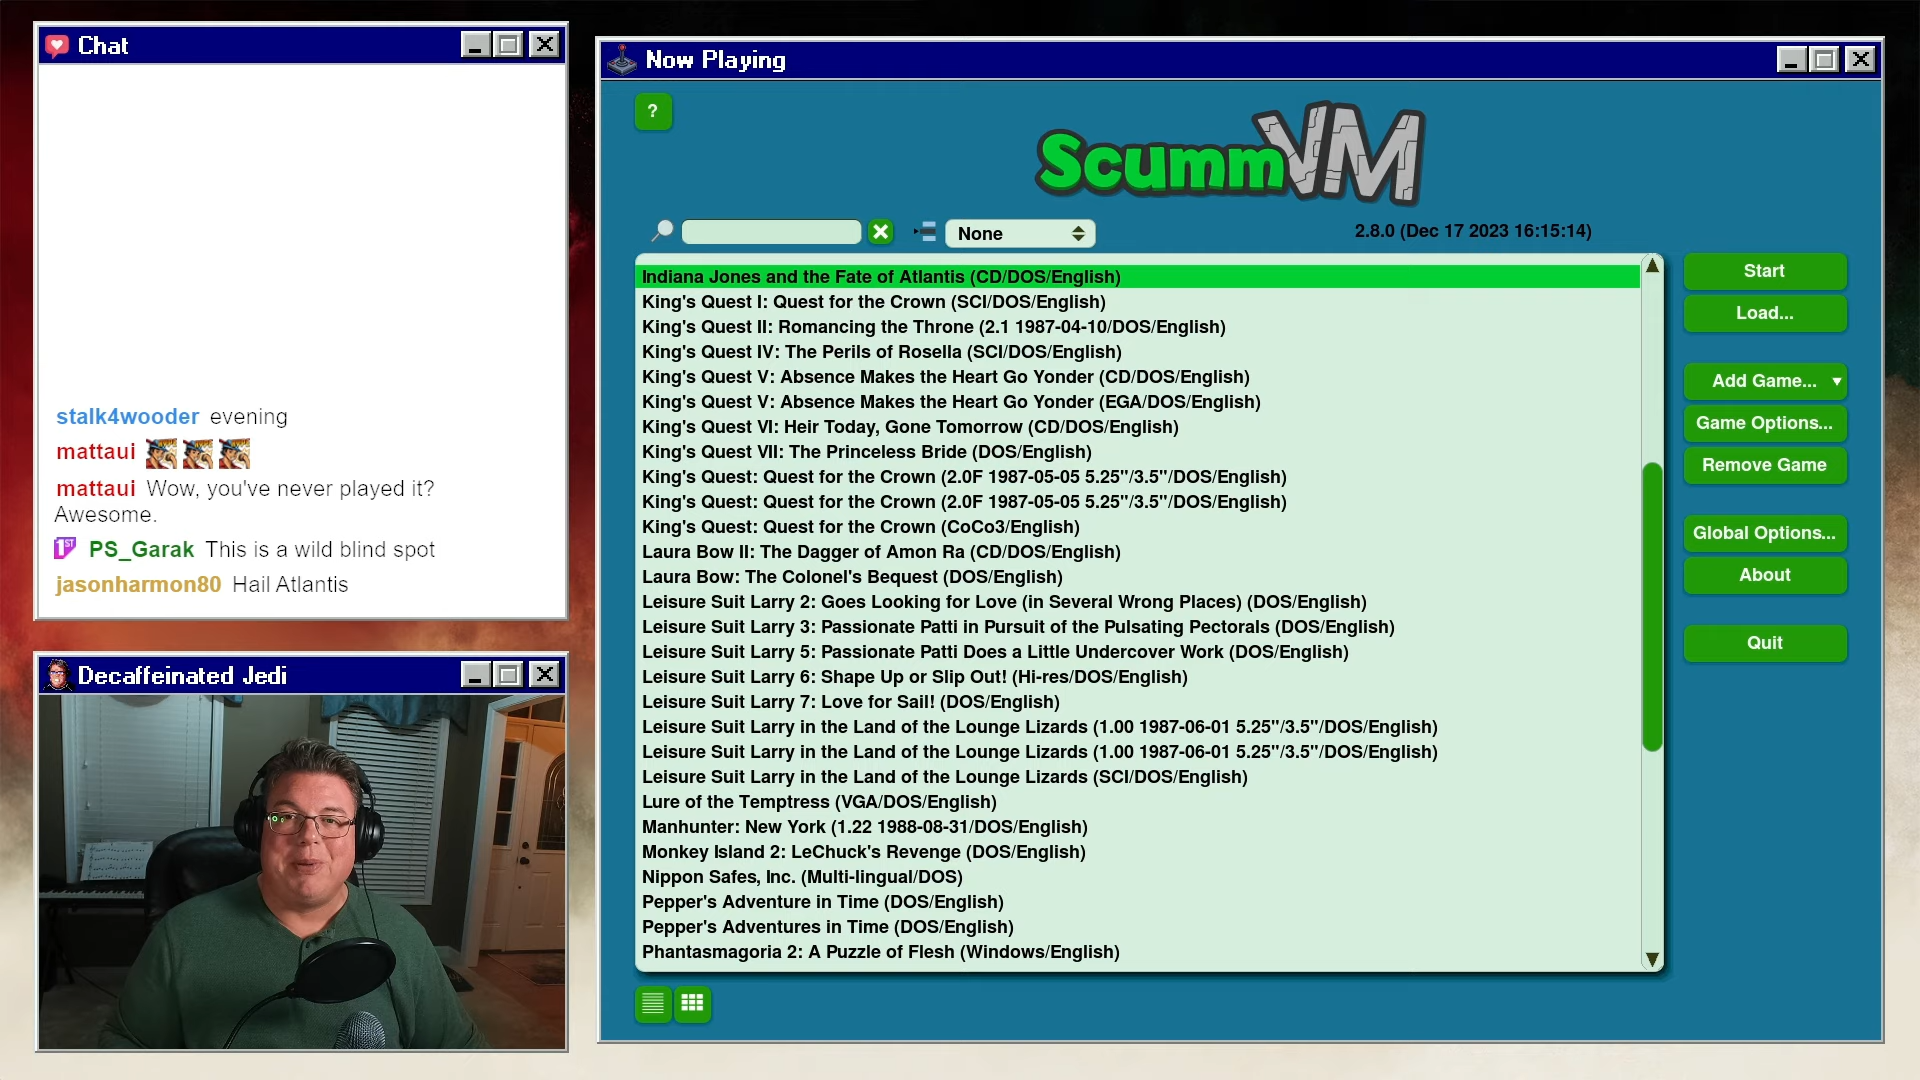 Chat
stalk4wooder evening
mattaui
mattaui Wow, you've never played it?
Awesome.
1ST PS_Garak This is a wild blind spot
jasonharmon80 Hail Atlantis
Decaffeinated Jedi
Now Playing
?
ScummVM
None
2.8.0 (Dec 17 2023 16:15:14)
Indiana Jones and the Fate of Atlantis (CD/DOS/English)
King's Quest I: Quest for the Crown (SCI/DOS/English)
King's Quest II: Romancing the Throne (2.1 1987-04-10/DOS/English)
King's Quest IV: The Perils of Rosella (SCI/DOS/English)
King's Quest V: Absence Makes the Heart Go Yonder (CD/DOS/English)
King's Quest V: Absence Makes the Heart Go Yonder (EGA/DOS/English)
King's Quest VI: Heir Today, Gone Tomorrow (CD/DOS/English)
King's Quest VII: The Princeless Bride (DOS/English)
King's Quest: Quest for the Crown (2.0F 1987-05-05 5.25"/3.5"/DOS/English)
King's Quest: Quest for the Crown (2.0F 1987-05-05 5.25"/3.5"/DOS/English)
King's Quest: Quest for the Crown (CoCo3/English)
Laura Bow II: The Dagger of Amon Ra (CD/DOS/English)
Laura Bow: The Colonel's Bequest (DOS/English)
Leisure Suit Larry 2: Goes Looking for Love (in Several Wrong Places) (DOS/English)
Leisure Suit Larry 3: Passionate Patti in Pursuit of the Pulsating Pectorals (DOS/English)
Leisure Suit Larry 5: Passionate Patti Does a Little Undercover Work (DOS/English)
Leisure Suit Larry 6: Shape Up or Slip Out! (Hi-res/DOS/English)
Leisure Suit Larry 7: Love for Sail! (DOS/English)
Leisure Suit Larry in the Land of the Lounge Lizards (1.00 1987-06-01 5.25"/3.5"/DOS/English)
Leisure Suit Larry in the Land of the Lounge Lizards (1.00 1987-06-01 5.25"/3.5"/DOS/English)
Leisure Suit Larry in the Land of the Lounge Lizards (SCI/DOS/English)
Lure of the Temptress (VGA/DOS/English)
Manhunter: New York (1.22 1988-08-31/DOS/English)
Monkey Island 2: LeChuck's Revenge (DOS/English)
Nippon Safes, Inc. (Multi-lingual/DOS)
Pepper's Adventure in Time (DOS/English)
Pepper's Adventures in Time (DOS/English)
Phantasmagoria 2: A Puzzle of Flesh (Windows/English)
Start
Load...
Add Game...
Game Options...
Remove Game
Global Options...
About
Quit